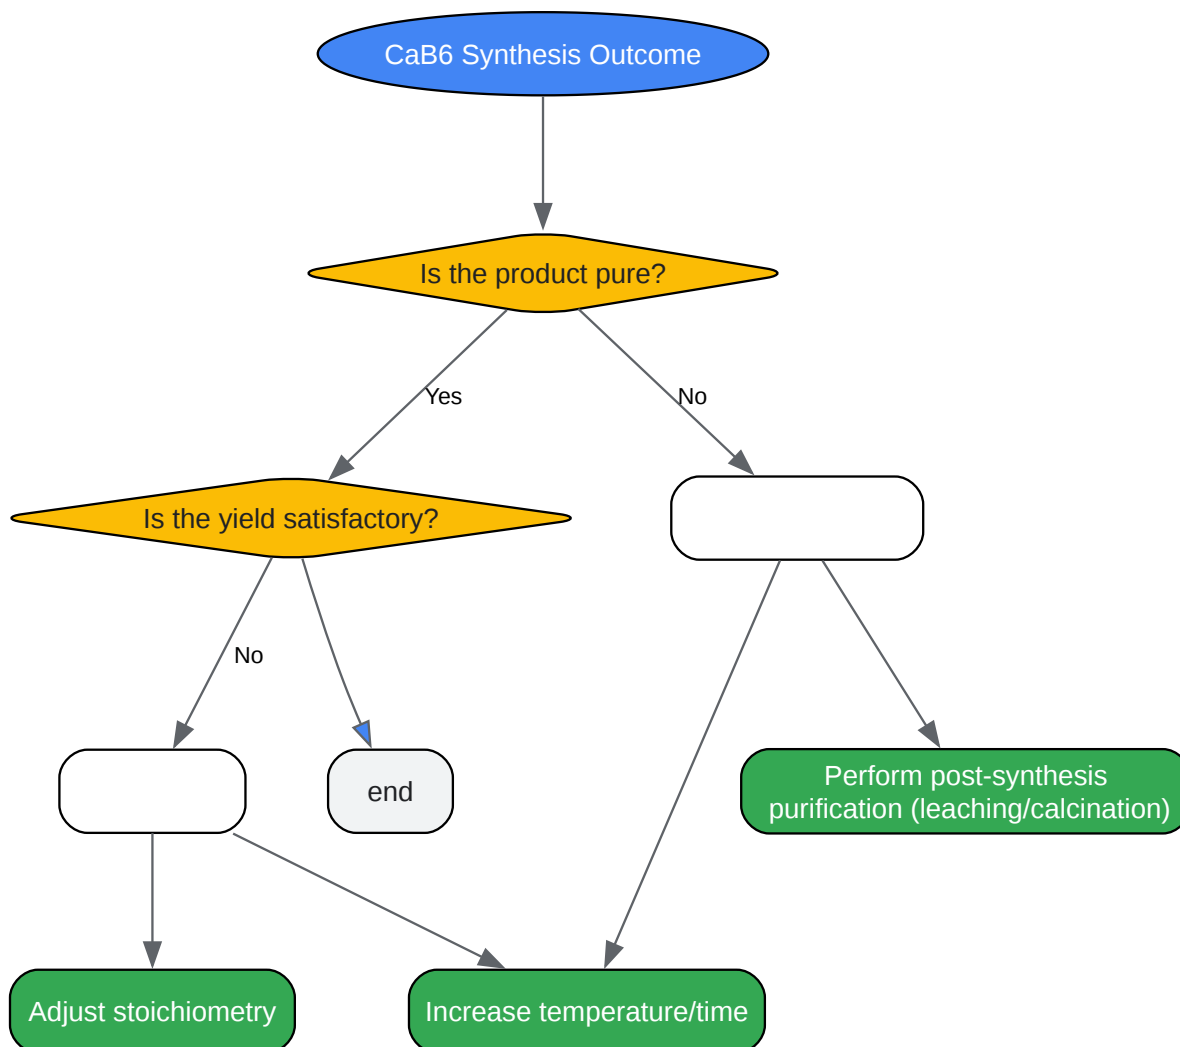 CaB6 Synthesis Outcome
Is the product pure?
Yes
No
Is the yield satisfactory?
No
end
Perform post-synthesis
purification (leaching/calcination)
Adjust stoichiometry
Increase temperature/time